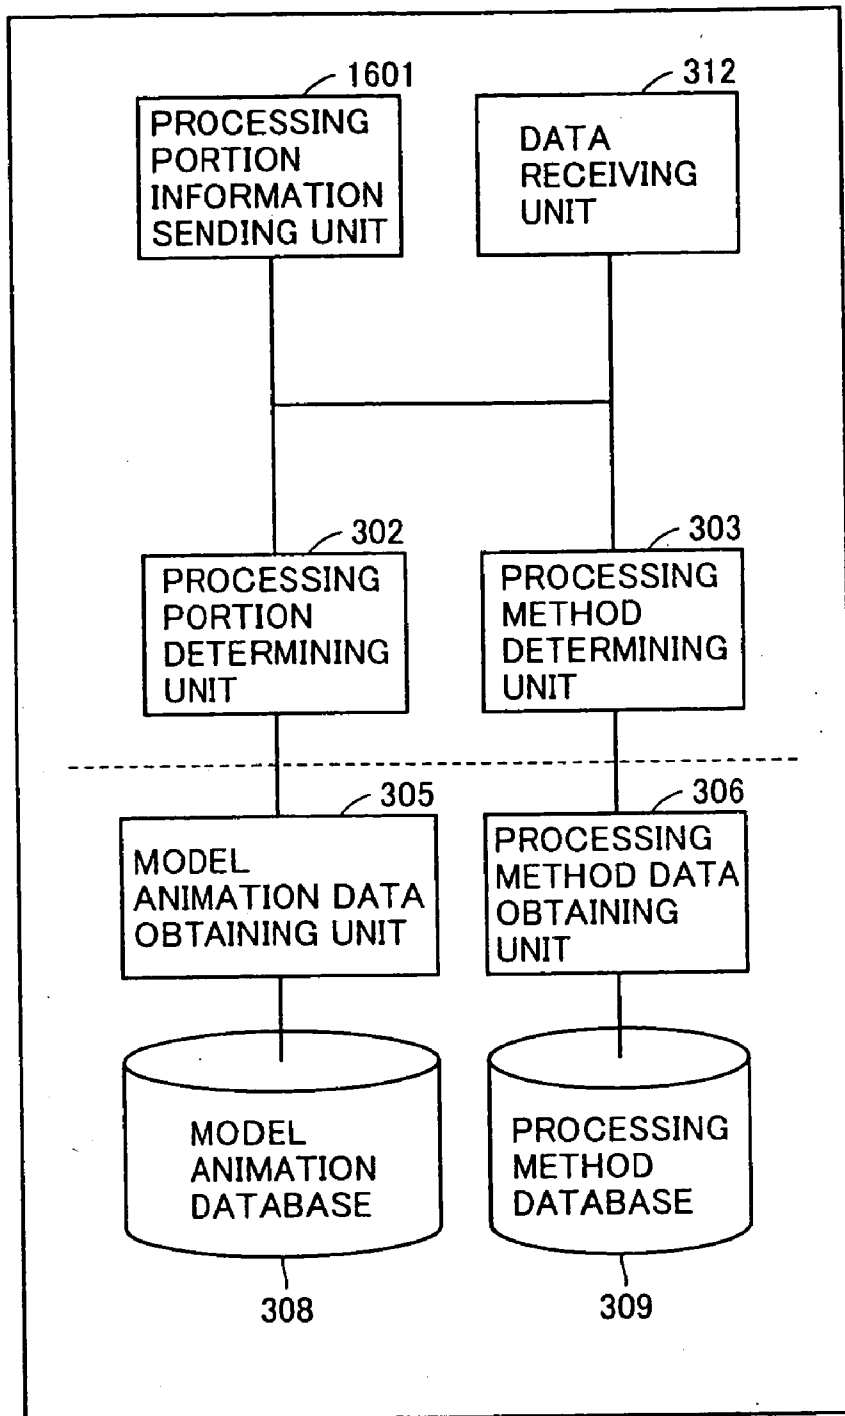 1601
PROCESSING
PORTION
INFORMATION
SENDING UNIT
312
DATA
RECEIVING
UNIT
302
PROCESSING
PORTION
DETERMINING
UNIT
303
PROCESSING
METHOD
DETERMINING
UNIT
305
MODEL
ANIMATION DATA
OBTAINING UNIT
306
PROCESSING
METHOD DATA
OBTAINING
UNIT
MODEL
ANIMATION
DATABASE
308
PROCESSING
METHOD
DATABASE
309